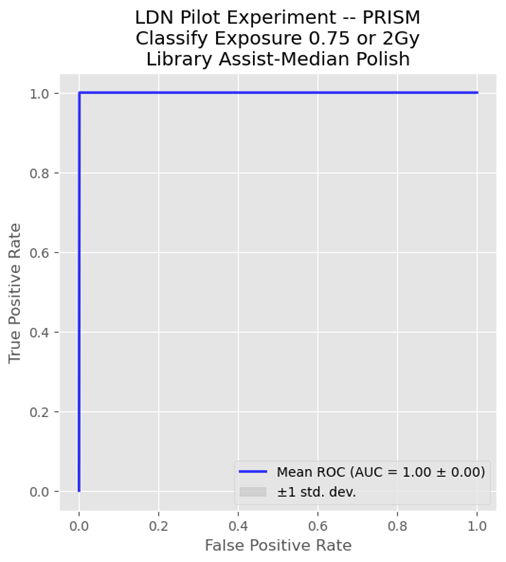 LDN Pilot Experiment -- PRISM
Classify Exposure 0.75 or 2Gy
Library Assist-Median Polish
True Positive Rate
1.0
0.8
0.6
0.4
0.2
0.0
Mean ROC (AUC = 1.00 ± 0.00)
±1 std. dev.
0.0 0.2 0.4 0.6 0.8 1.0
False Positive Rate